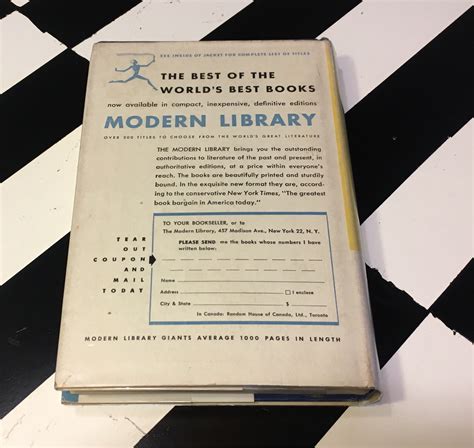 SEE INSIDE OF JACKET FOR COMPLETE LIST OF TITLES
THE BEST OF THE
WORLD'S BEST BOOKS
now available in compact, inexpensive, definitive editions
MODERN LIBRARY
OVER 300 TITLES TO CHOOSE FROM THE WORLD'S GREAT LITERATURE
THE MODERN LIBRARY brings you the outstanding
contributions to literature of the past and present, in
authoritative editions, at a price within everyone's
reach. The books are beautifully printed and sturdily
bound. In the exquisite new format they are, accord-
ing to the conservative New York Times, "The greatest
book bargain in America today."
TO YOUR BOOKSELLER, or to
The Modern Library, 457 Madison Ave., New York 22, N. Y.
PLEASE SEND me the books whose numbers I have
written below:
TEAR
OUT
COUPON
AND
MAIL
TODAY
Name
Address
I enclose
City & State
$
In Canada: Random House of Canada, Ltd., Toronto
MODERN LIBRARY GIANTS AVERAGE 1000 PAGES IN LENGTH